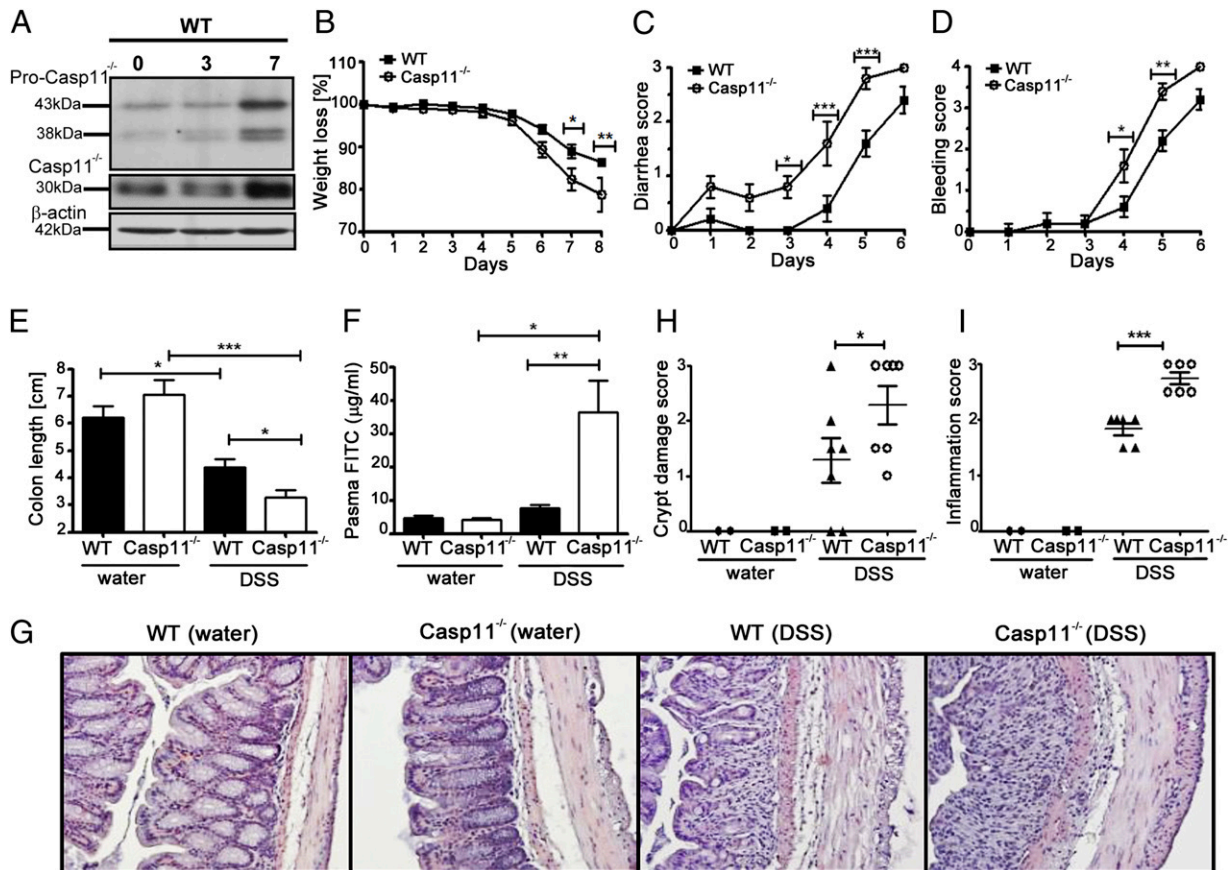 A
WT
0 3 7
Pro-Casp11-/-
43kDa
38kDa
Casp11-/-
30kDa
β-actin
42kDa
B
WT
Casp11-/-
Weight loss [%]
110
100
90
80
70
0 1 2 3 4 5 6 7 8
Days
*
**
C
WT
Casp11-/-
Diarrhea score
3
2
1
0
0 1 2 3 4 5 6
Days
*
***
***
D
WT
Casp11-/-
Bleeding score
4
3
2
1
0
0 1 2 3 4 5 6
Days
*
**
E
Colon length [cm]
8
7
6
5
4
3
2
***
*
*
WT Casp11-/- WT Casp11-/-
water DSS
F
Pasma FITC (µg/ml)
50
40
30
20
10
0
*
**
WT Casp11-/- WT Casp11-/-
water DSS
H
Crypt damage score
3
2
1
0
*
WT Casp11-/- WT Casp11-/-
water DSS
I
Inflammation score
3
2
1
0
***
WT Casp11-/- WT Casp11-/-
water DSS
G
WT (water) Casp11-/- (water) WT (DSS) Casp11-/- (DSS)